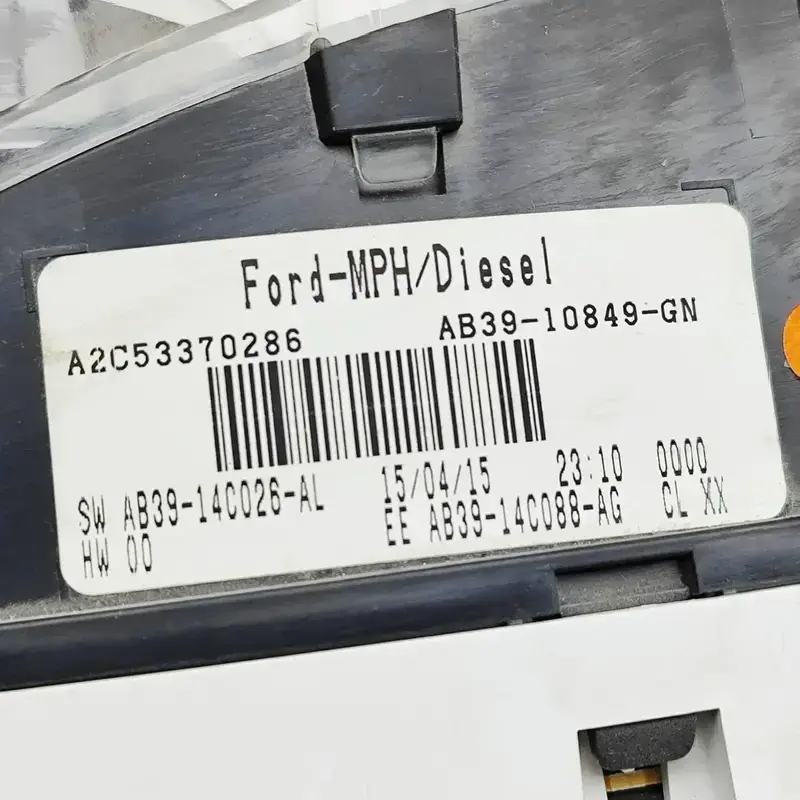 Ford-MPH/Diesel
A2C53370286 AB39-10849-GN
SW AB39-14C026-AL 15/04/15 23:10 0000
HW 00 EE AB39-14C088-AG CL XX